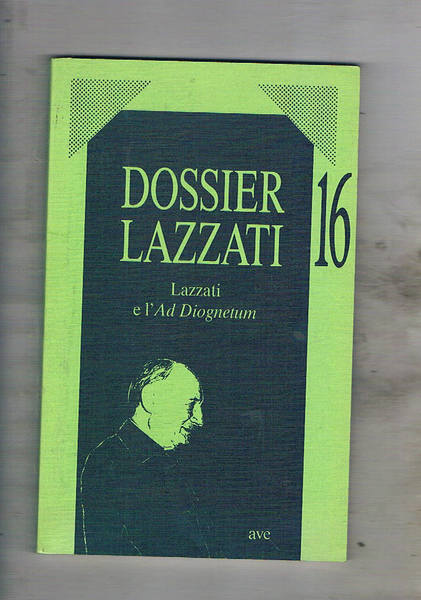 DOSSIER
LAZZATI
16
Lazzati
e l'Ad Diognetum
ave